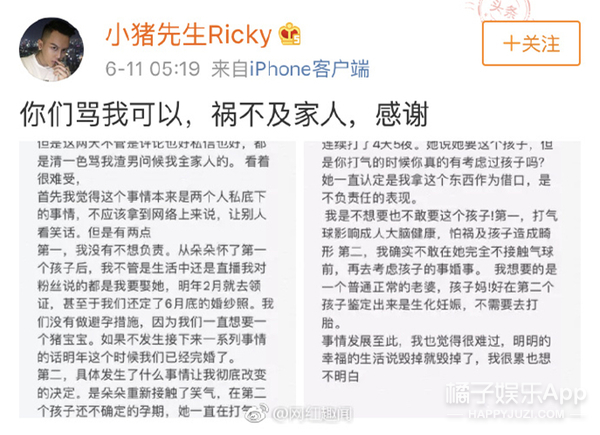 头条
小猪先生Ricky
6-11 05:19 来自iPhone客户端
+关注
你们骂我可以，祸不及家人，感谢
但是这两天不管是评论也好私信也好，都
是清一色骂我渣男问候我全家人的。看着
很难受，
首先我觉得这个事情本来是两个人私底下
的事情，不应该拿到网络上来说，让别人
看笑话。但是有两点
第一，我没有不想负责。从朵朵怀了第一
个孩子后，我不管是生活中还是直播我对
粉丝说的都是我要娶她，明年2月就去领
证，甚至于我们还定了6月底的婚纱照。我
们没有做避孕措施，因为我们一直想要一
个猪宝宝。如果不发生接下来一系列事情
的话明年这个时候我们已经完婚了。
第二，具体发生了什么事情让我彻底改变
的决定。是朵朵重新接触了笑气，在第二
个孩子还不确定的孕期，她一直在打气
连续打了4天5夜。她说她要这个孩子，但
是你打气的时候你真的有考虑过孩子吗？
她一直认定是我拿这个东西作为借口，是
不负责任的表现。
我是不想要也不敢要这个孩子!第一，打气
球影响成人大脑健康，怕祸及孩子造成畸
形 第二，我确实不敢在她完全不接触气球
前，再去考虑孩子的事婚事。我想要的是
一个普通正常的老婆，孩子妈!好在第二个
孩子鉴定出来是生化妊娠，不需要去打
胎。
事情发展至此，我也觉得很难过，明明的
幸福的生活说毁掉就毁掉了，我很累也想
不明白
@网红趣闻
橘子娱乐App
HAPPYJUZI.COM